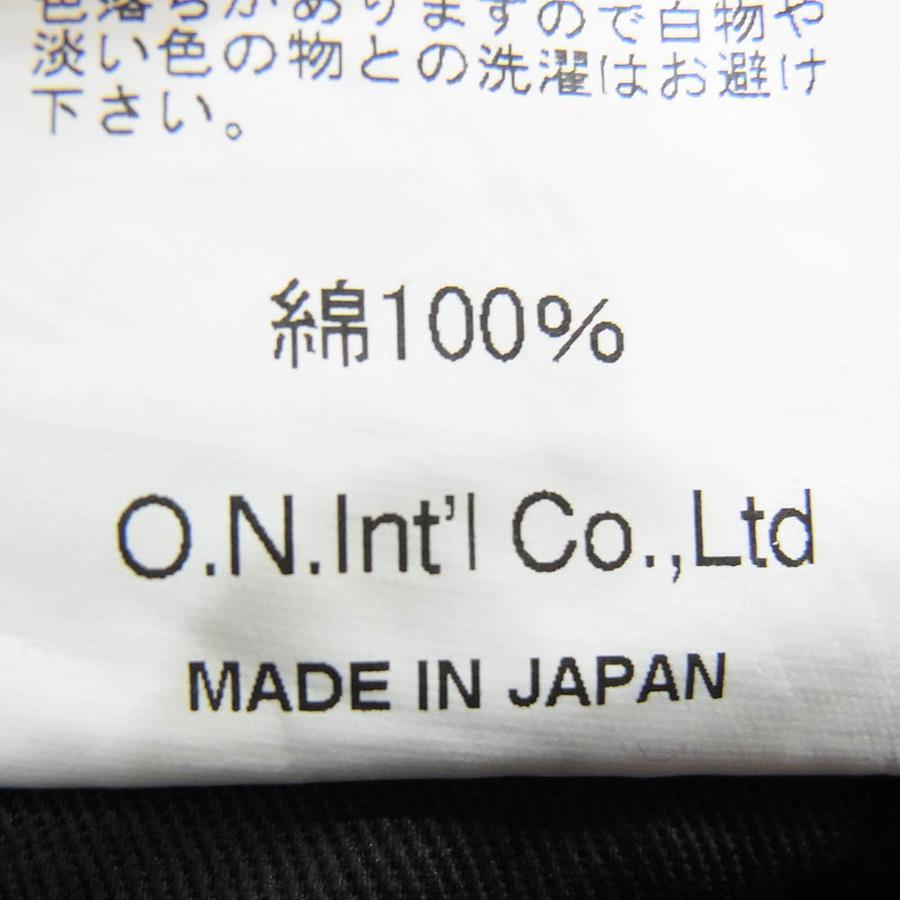 色落ちがありますので白物や
淡い色の物との洗濯はお避け
下さい。
綿100%
O.N.Int'l Co.,Ltd
MADE IN JAPAN